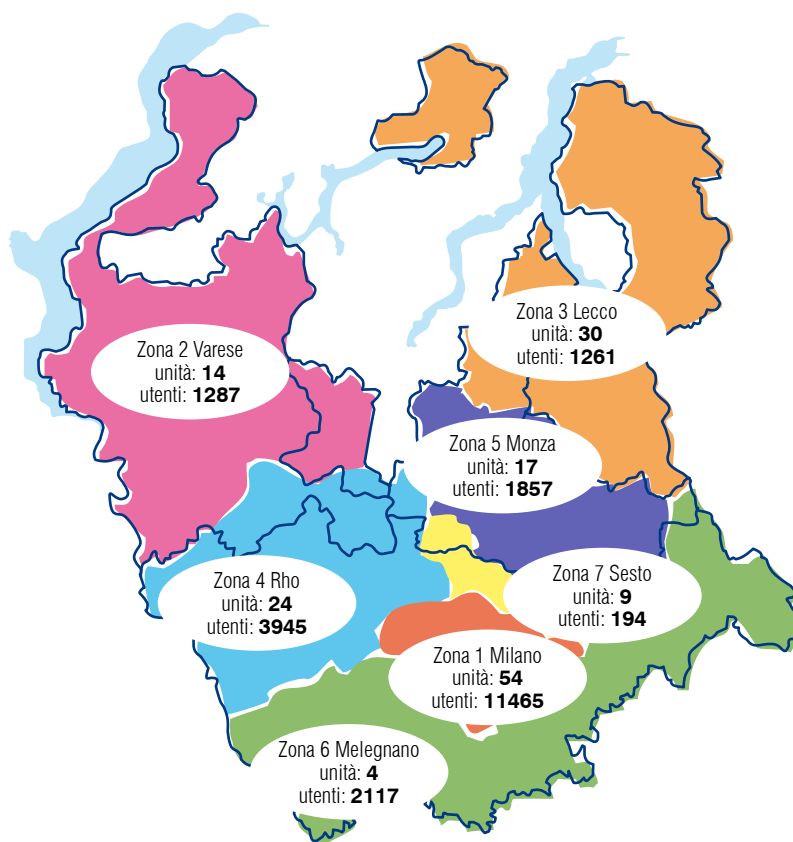 Zona 3 Lecco
unità: 30
utenti: 1261
Zona 2 Varese
unità: 14
utenti: 1287
Zona 5 Monza
unità: 17
utenti: 1857
Zona 4 Rho
unità: 24
utenti: 3945
Zona 7 Sesto
unità: 9
utenti: 194
Zona 1 Milano
unità: 54
utenti: 11465
Zona 6 Melegnano
unità: 4
utenti: 2117